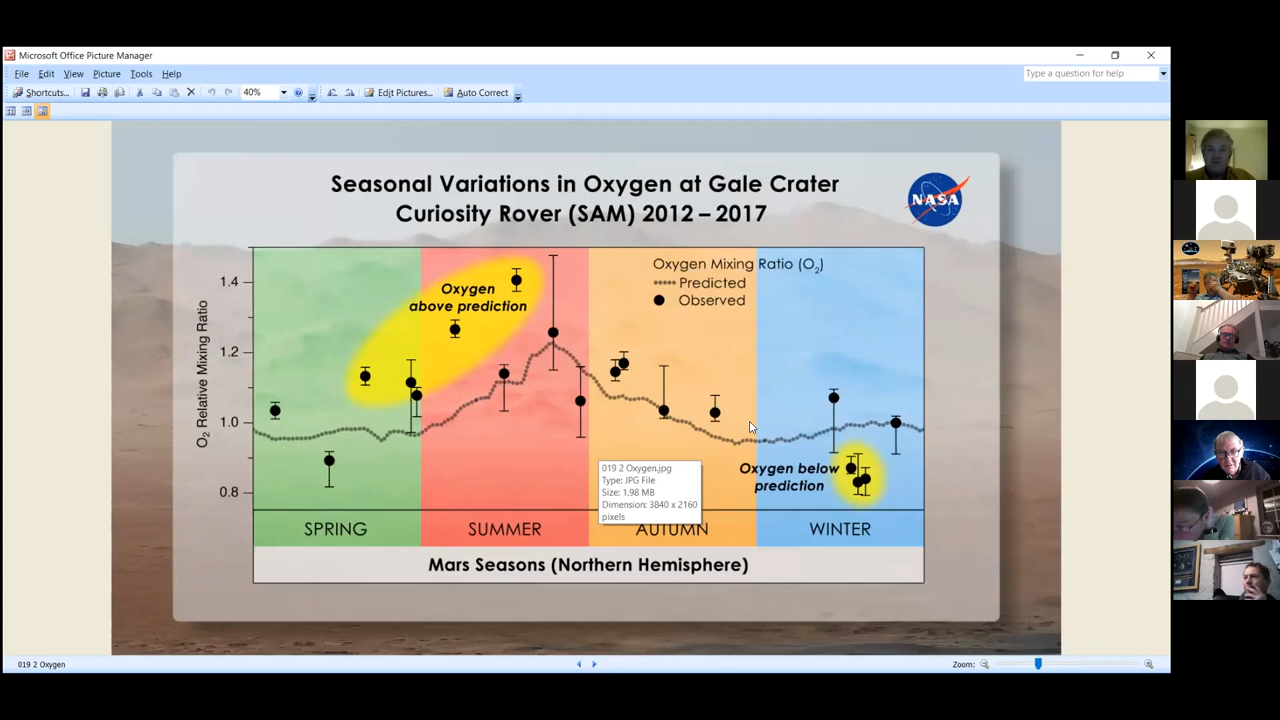 Microsoft Office Picture Manager
File Edit View Picture Tools Help
Type a question for help
Shortcuts... 40% Edit Pictures... Auto Correct
Seasonal Variations in Oxygen at Gale Crater
Curiosity Rover (SAM) 2012 – 2017
NASA
O2 Relative Mixing Ratio
1.4
1.2
1.0
0.8
Oxygen
above prediction
Oxygen Mixing Ratio (O2)
Predicted
Observed
Oxygen below
prediction
019 2 Oxygen.jpg
Type: JPG File
Size: 1.98 MB
Dimension: 3840 x 2160
pixels
SPRING SUMMER AUTUMN WINTER
Mars Seasons (Northern Hemisphere)
019 2 Oxygen
Zoom: